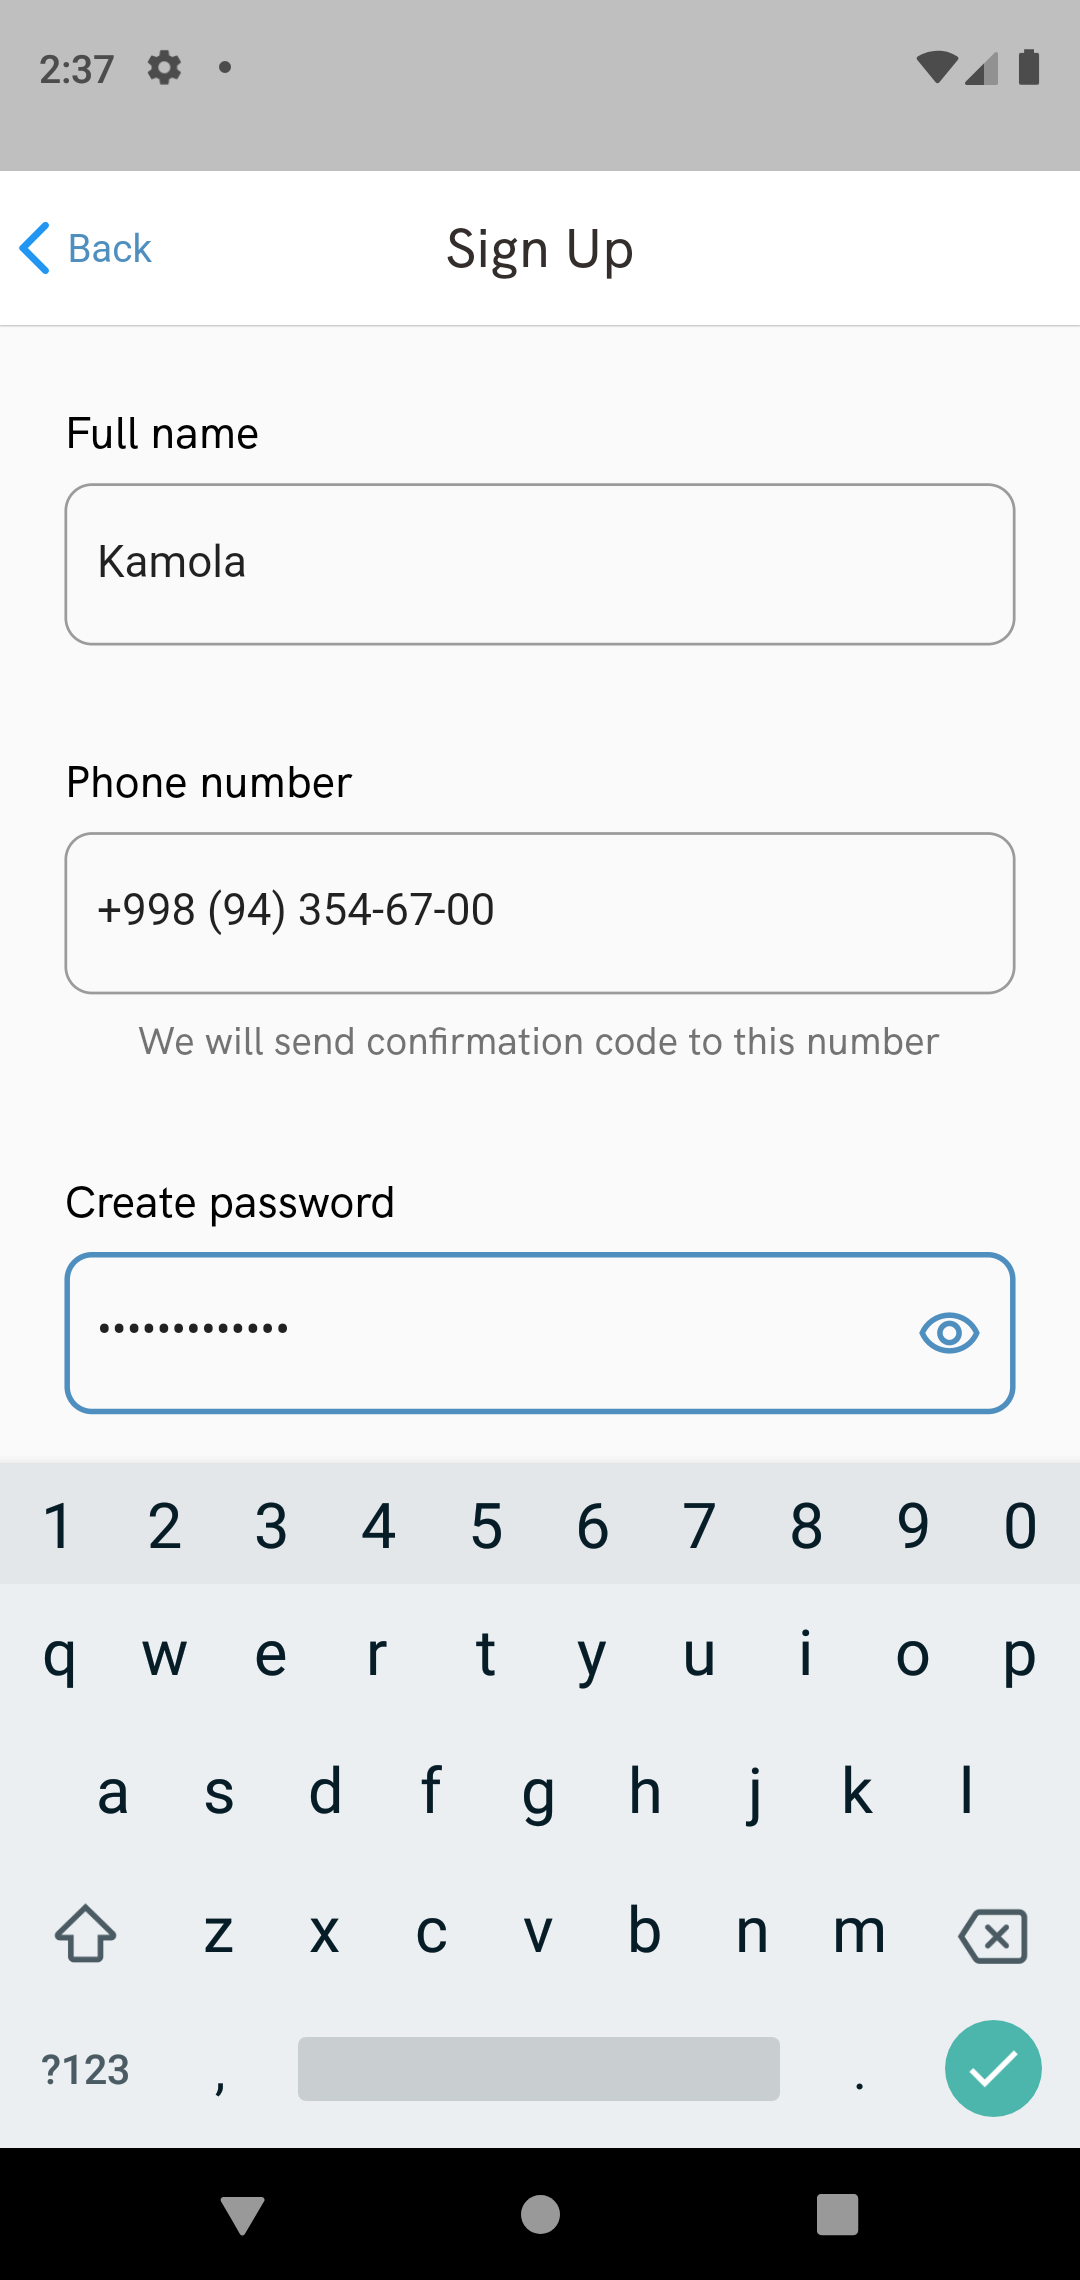 2:37
Back
Sign Up
Full name
Kamola
Phone number
+998 (94) 354-67-00
We will send confirmation code to this number
Create password
•••••••••••••
1 2 3 4 5 6 7 8 9 0
q w e r t y u i o p
a s d f g h j k l
z x c v b n m
?123 , .